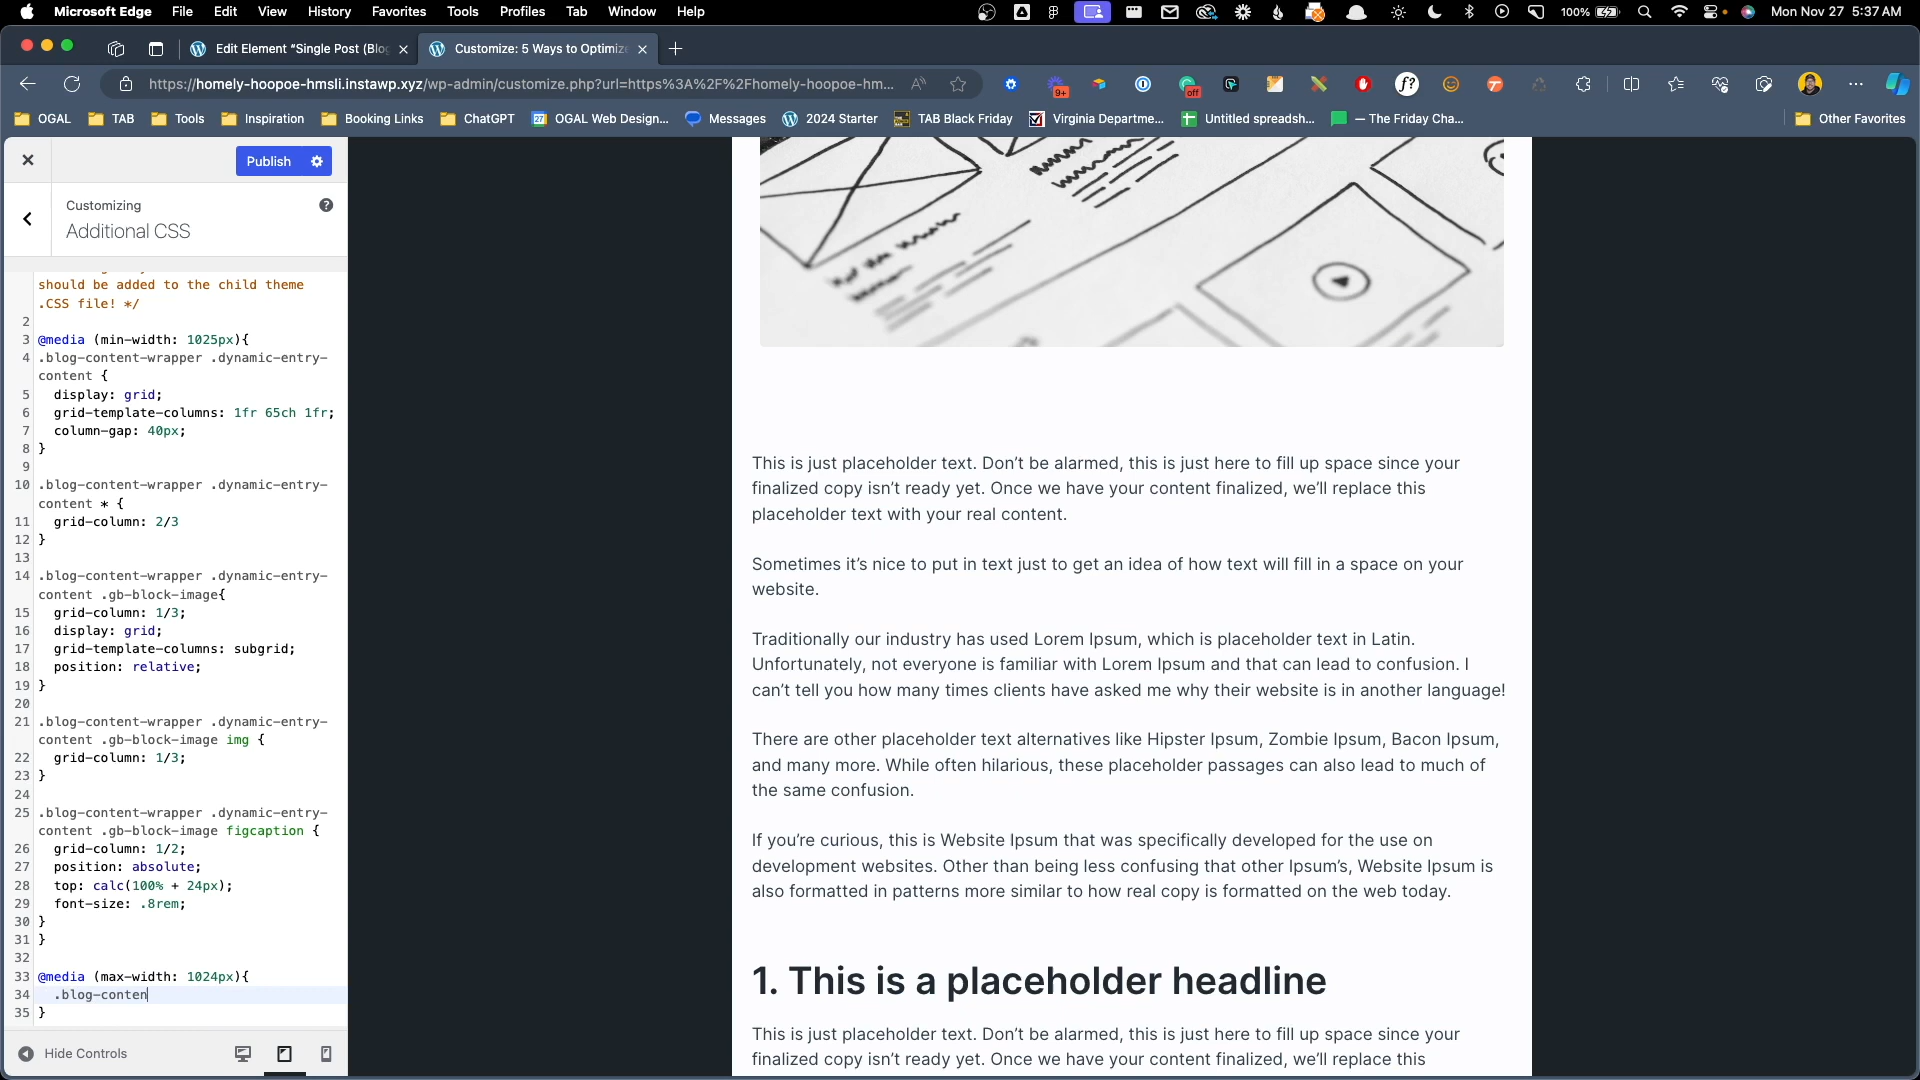 Microsoft Edge File Edit View History Favorites Tools Profiles Tab Window Help
100% Mon Nov 27 5:37 AM
Edit Element “Single Post (Blog
Customize: 5 Ways to Optimize
https://homely-hoopoe-hmsli.instawp.xyz/wp-admin/customize.php?url=https%3A%2F%2Fhomely-hoopoe-hm...
9+
off
f?
OGAL TAB Tools Inspiration Booking Links ChatGPT OGAL Web Design... Messages 2024 Starter TAB Black Friday Virginia Departme... Untitled spreadsh... — The Friday Cha... Other Favorites
Publish
Customizing
Additional CSS
should be added to the child theme
.CSS file! */
2
3 @media (min-width: 1025px){
4 .blog-content-wrapper .dynamic-entry-
content {
5 display: grid;
6 grid-template-columns: 1fr 65ch 1fr;
7 column-gap: 40px;
8 }
9
10 .blog-content-wrapper .dynamic-entry-
content * {
11 grid-column: 2/3
12 }
13
14 .blog-content-wrapper .dynamic-entry-
content .gb-block-image{
15 grid-column: 1/3;
16 display: grid;
17 grid-template-columns: subgrid;
18 position: relative;
19 }
20
21 .blog-content-wrapper .dynamic-entry-
content .gb-block-image img {
22 grid-column: 1/3;
23 }
24
25 .blog-content-wrapper .dynamic-entry-
content .gb-block-image figcaption {
26 grid-column: 1/2;
27 position: absolute;
28 top: calc(100% + 24px);
29 font-size: .8rem;
30 }
31 }
32
33 @media (max-width: 1024px){
34 .blog-conten
35 }
Hide Controls
This is just placeholder text. Don’t be alarmed, this is just here to fill up space since your
finalized copy isn’t ready yet. Once we have your content finalized, we’ll replace this
placeholder text with your real content.
Sometimes it’s nice to put in text just to get an idea of how text will fill in a space on your
website.
Traditionally our industry has used Lorem Ipsum, which is placeholder text in Latin.
Unfortunately, not everyone is familiar with Lorem Ipsum and that can lead to confusion. I
can’t tell you how many times clients have asked me why their website is in another language!
There are other placeholder text alternatives like Hipster Ipsum, Zombie Ipsum, Bacon Ipsum,
and many more. While often hilarious, these placeholder passages can also lead to much of
the same confusion.
If you’re curious, this is Website Ipsum that was specifically developed for the use on
development websites. Other than being less confusing that other Ipsum’s, Website Ipsum is
also formatted in patterns more similar to how real copy is formatted on the web today.
1. This is a placeholder headline
This is just placeholder text. Don’t be alarmed, this is just here to fill up space since your
finalized copy isn’t ready yet. Once we have your content finalized, we’ll replace this